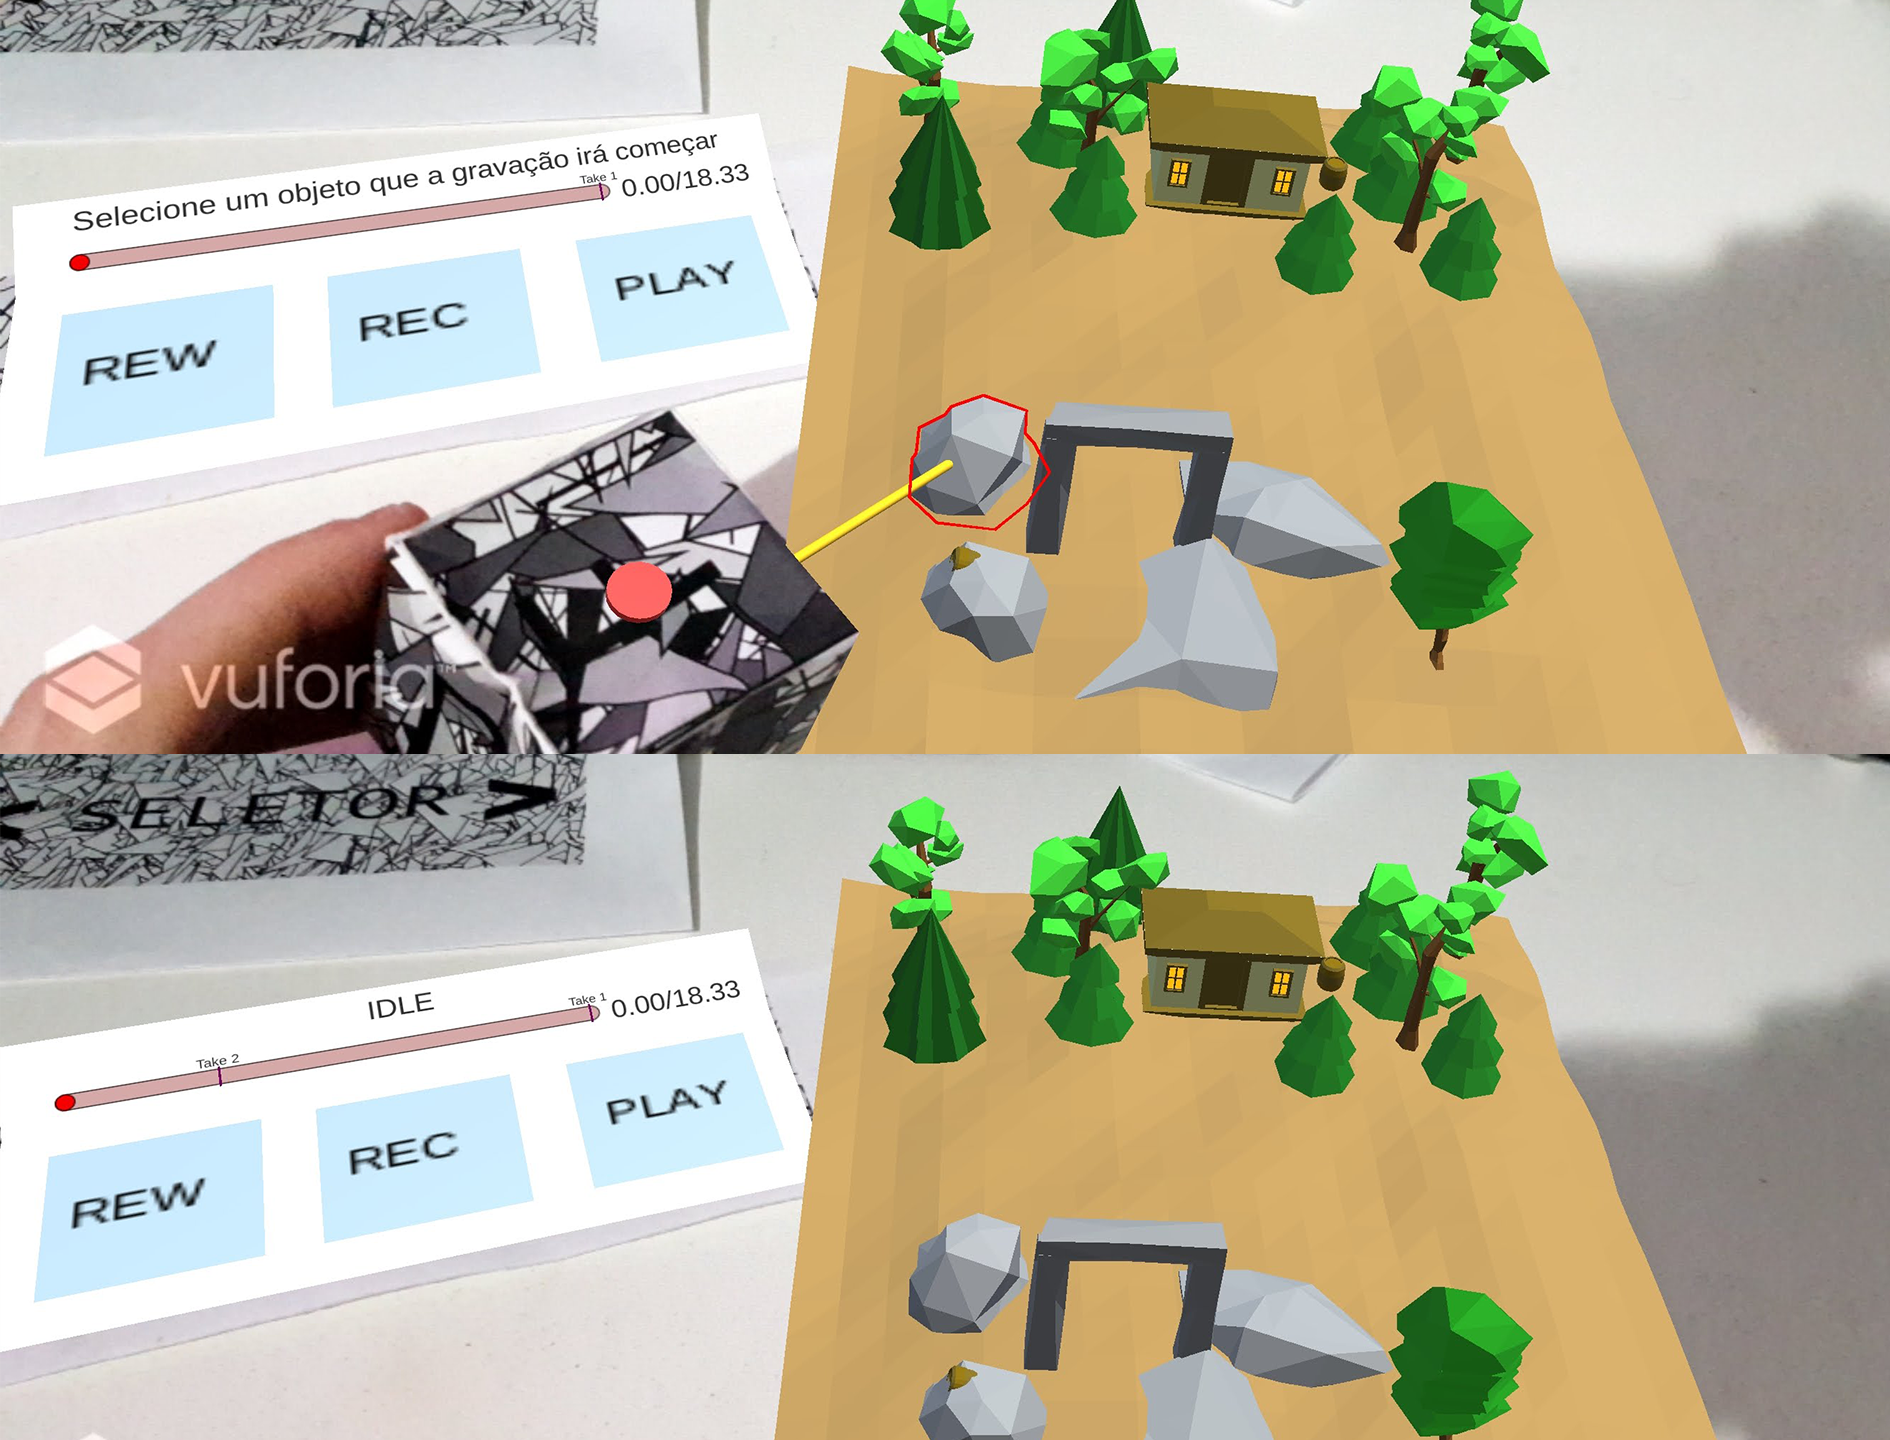 Selecione um objeto que a gravação irá começar
Take 1
0.00/18.33
REW
REC
PLAY
vuforia™
< SELETOR >
IDLE
Take 1
0.00/18.33
Take 2
REW
REC
PLAY